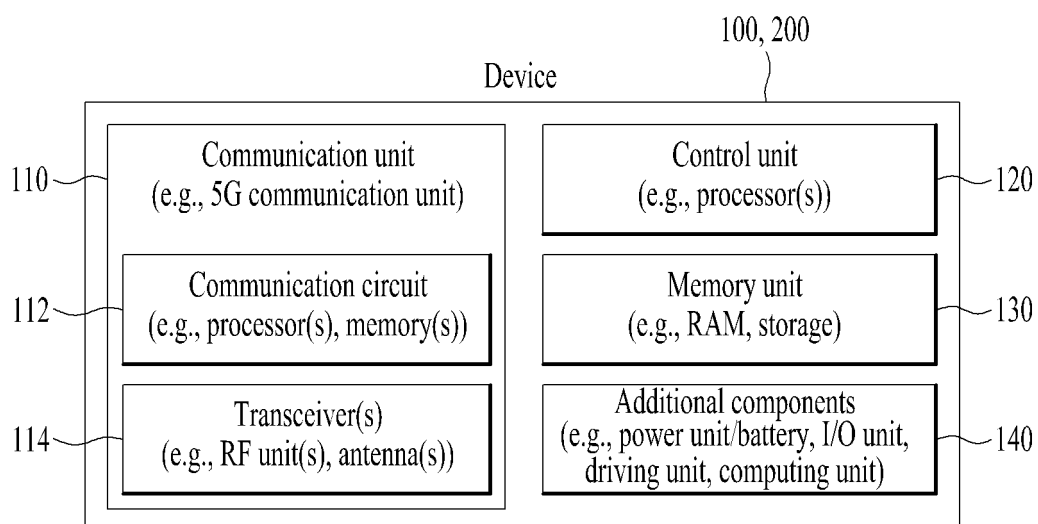 100, 200
Device
110
Communication unit
(e.g., 5G communication unit)
112
Communication circuit
(e.g., processor(s), memory(s))
114
Transceiver(s)
(e.g., RF unit(s), antenna(s))
Control unit
(e.g., processor(s))
120
Memory unit
(e.g., RAM, storage)
130
Additional components
(e.g., power unit/battery, I/O unit,
driving unit, computing unit)
140